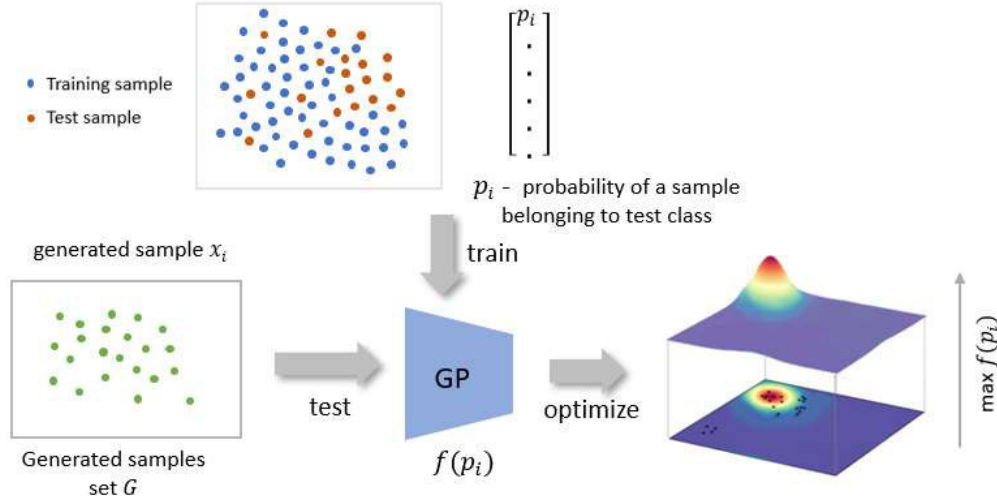 Training sample
Test sample
p_i
p_i - probability of a sample
belonging to test class
train
generated sample x_i
Generated samples
set G
test
GP
f(p_i)
optimize
max f(p_i)